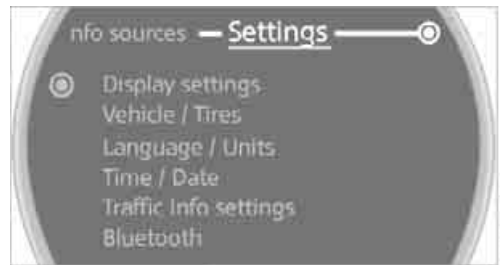 nfo sources Settings
Display settings
Vehicle / Tires
Language / Units
Time / Date
Traffic Info settings
Bluetooth